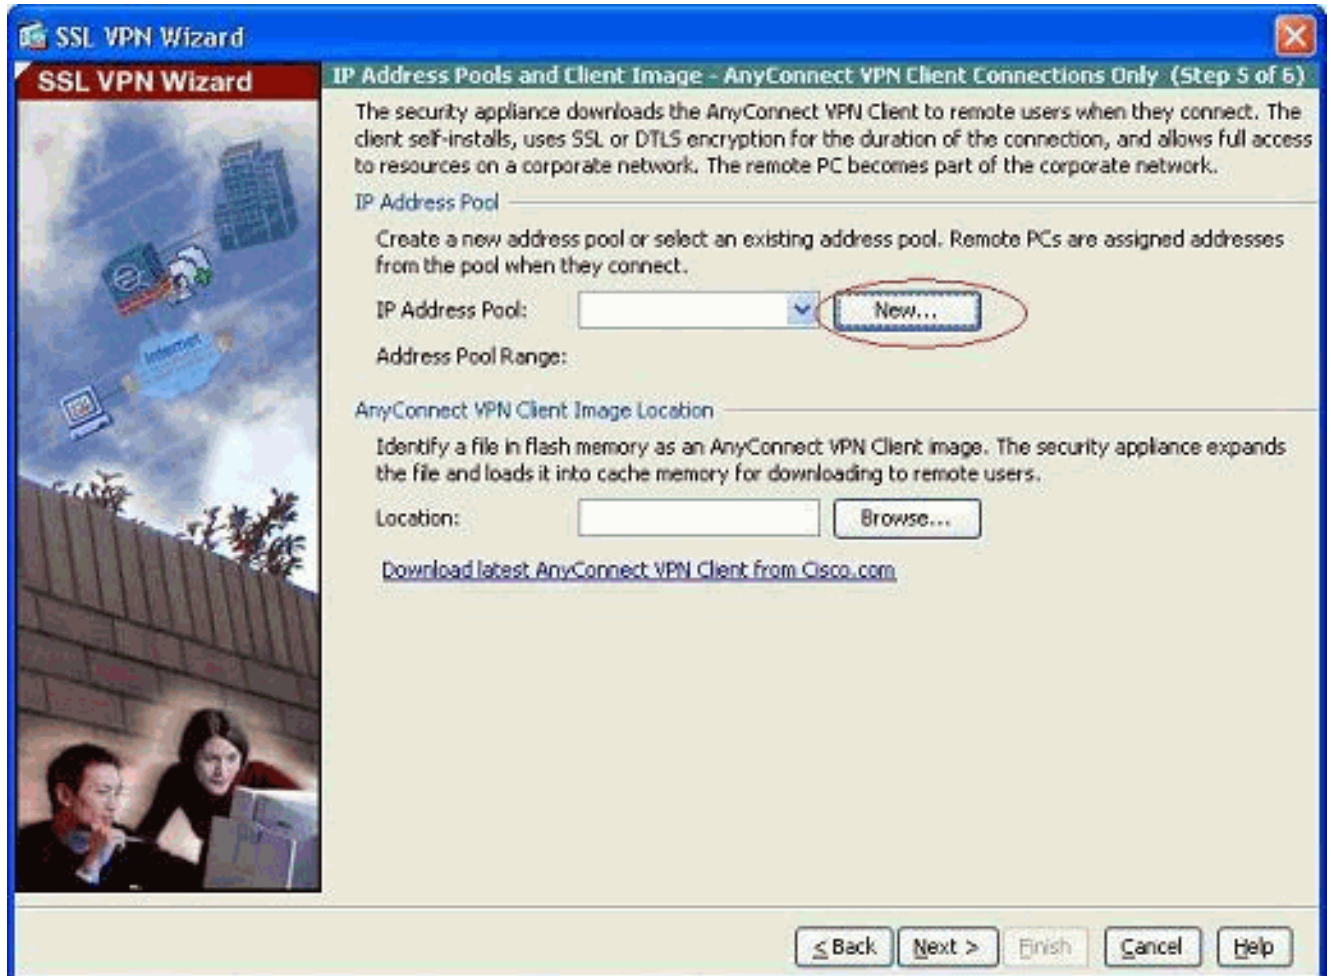 SSL VPN Wizard
SSL VPN Wizard
IP Address Pools and Client Image - AnyConnect VPN Client Connections Only (Step 5 of 6)
The security appliance downloads the AnyConnect VPN Client to remote users when they connect. The
client self-installs, uses SSL or DTLS encryption for the duration of the connection, and allows full access
to resources on a corporate network. The remote PC becomes part of the corporate network.
IP Address Pool
Create a new address pool or select an existing address pool. Remote PCs are assigned addresses
from the pool when they connect.
IP Address Pool:
New...
Address Pool Range:
Internet
AnyConnect VPN Client Image Location
Identify a file in flash memory as an AnyConnect VPN Client image. The security appliance expands
the file and loads it into cache memory for downloading to remote users.
Location:
Browse...
Download latest AnyConnect VPN Client from Cisco.com
< Back
Next >
Finish
Cancel
Help